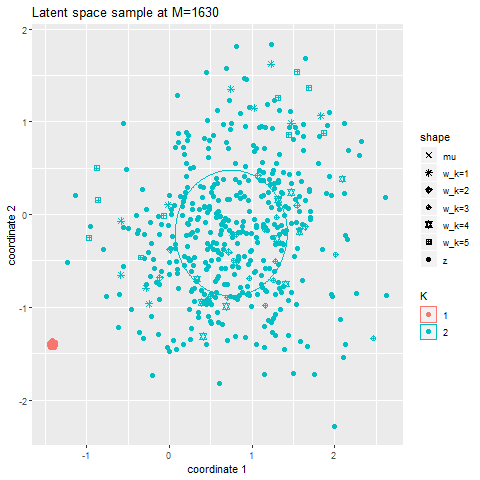 Latent space sample at M=1630
coordinate 2
2
1
0
-1
-2
-1
0
1
2
coordinate 1
shape
mu
w_k=1
w_k=2
w_k=3
w_k=4
w_k=5
z
K
1
2